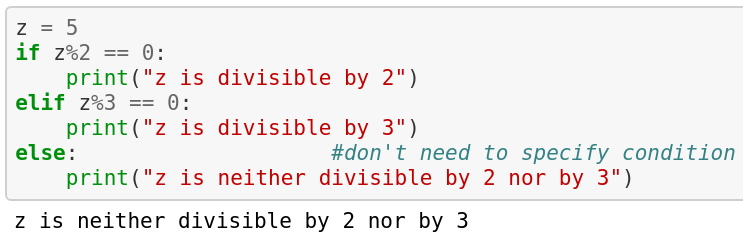 z = 5
if z%2 == 0:
    print("z is divisible by 2")
elif z%3 == 0:
    print("z is divisible by 3")
else:                    #don't need to specify condition
    print("z is neither divisible by 2 nor by 3")
z is neither divisible by 2 nor by 3